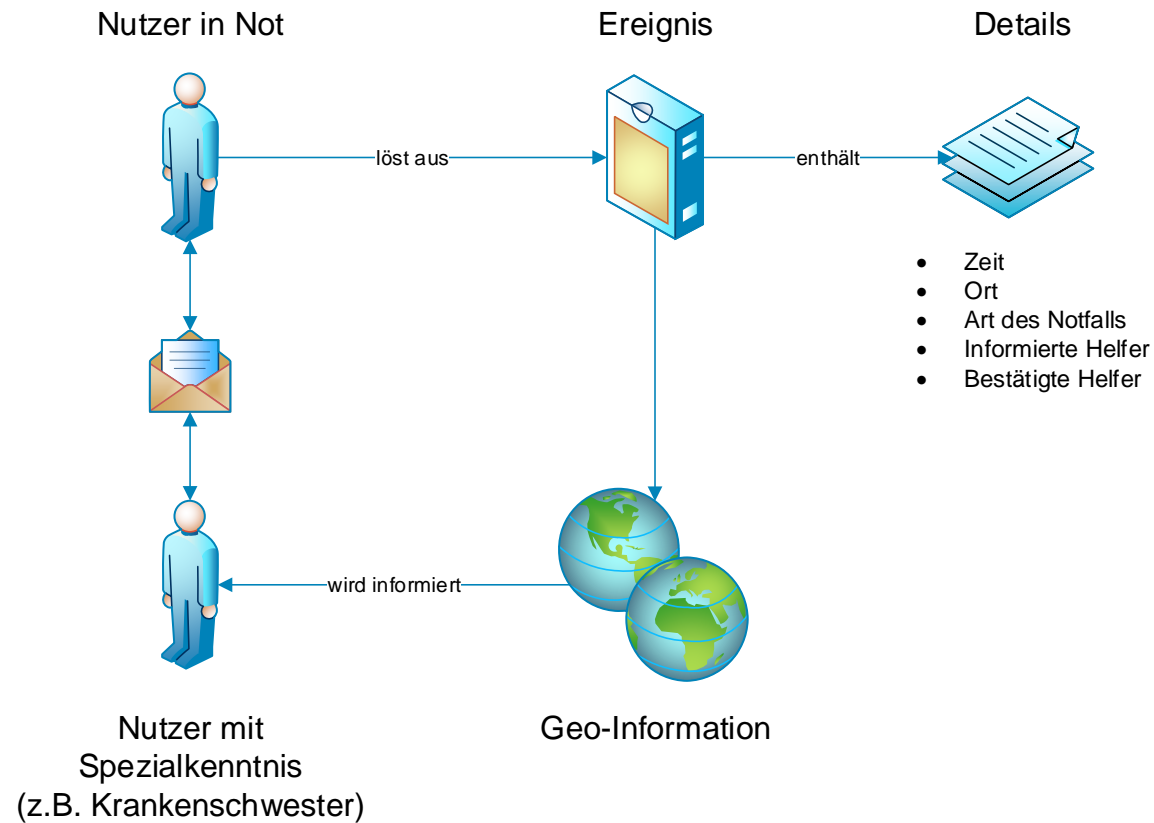 Nutzer in Not
Ereignis
Details
löst aus
enthält
• Zeit
• Ort
• Art des Notfalls
• Informierte Helfer
• Bestätigte Helfer
wird informiert
Nutzer mit
Spezialkenntnis
(z.B. Krankenschwester)
Geo-Information